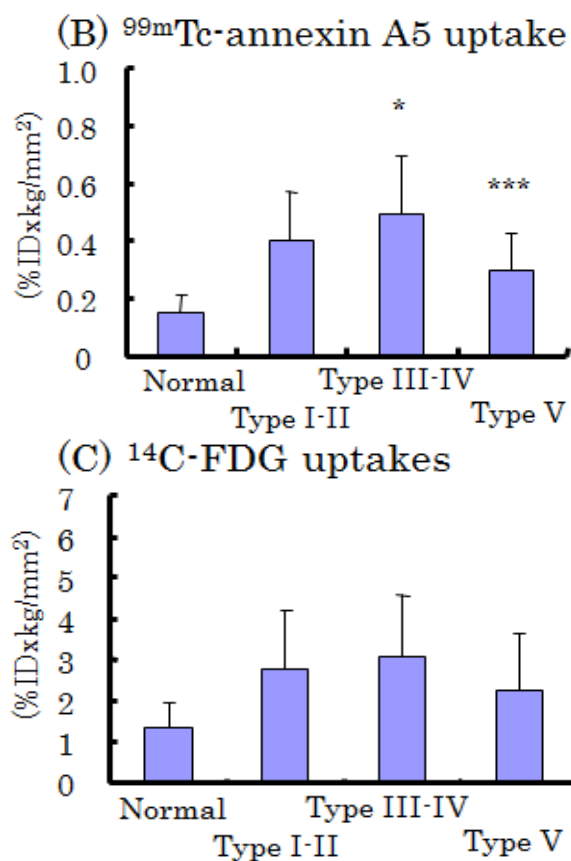 (B) ⁹⁹ᵐTc-annexin A5 uptake
(%IDxkg/mm²)
1.0
0.8
0.6
0.4
0.2
0
*
***
Normal
Type I-II
Type III-IV
Type V
(C) ¹⁴C-FDG uptakes
(%IDxkg/mm²)
7
6
5
4
3
2
1
0
Normal
Type I-II
Type III-IV
Type V